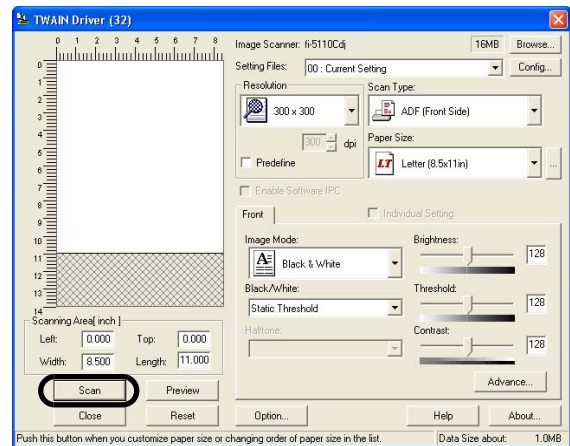 TWAIN Driver (32)
0 1 2 3 4 5 6 7 8
0
1
2
3
4
5
6
7
8
9
10
11
12
13
14
Scanning Area[ inch ]
Left: 0.000 Top: 0.000
Width: 8.500 Length: 11.000
Scan Preview
Close Reset
Image Scanner: fi-5110Cdj 16MB Browse...
Setting Files: 00 : Current Setting Config...
Resolution
300 x 300
300 dpi
Predefine
Scan Type:
ADF (Front Side)
Paper Size:
LT Letter (8.5x11in) ...
Enable Software IPC
Front Individual Setting
Image Mode:
A Black & White
Black/White:
Static Threshold
Halftone:
Brightness:
128
Threshold:
128
Contrast:
128
Advance...
Option... Help About...
Push this button when you customize paper size or changing order of paper size in the list. Data Size about: 1.0MB